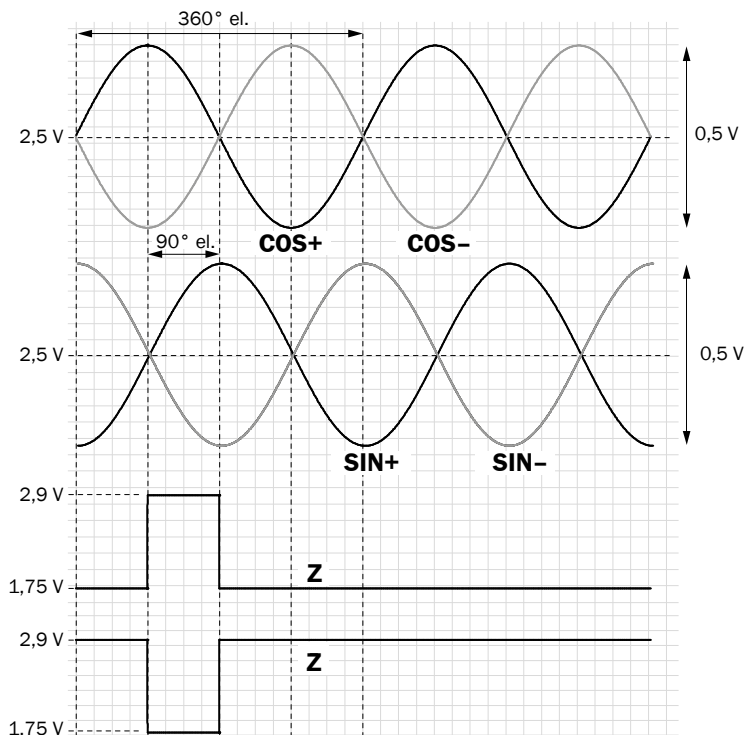 360° el.
2,5 V
0,5 V
COS+ COS–
90° el.
2,5 V
0,5 V
SIN+ SIN–
2,9 V
Z
1,75 V
2,9 V
Z
1.75 V